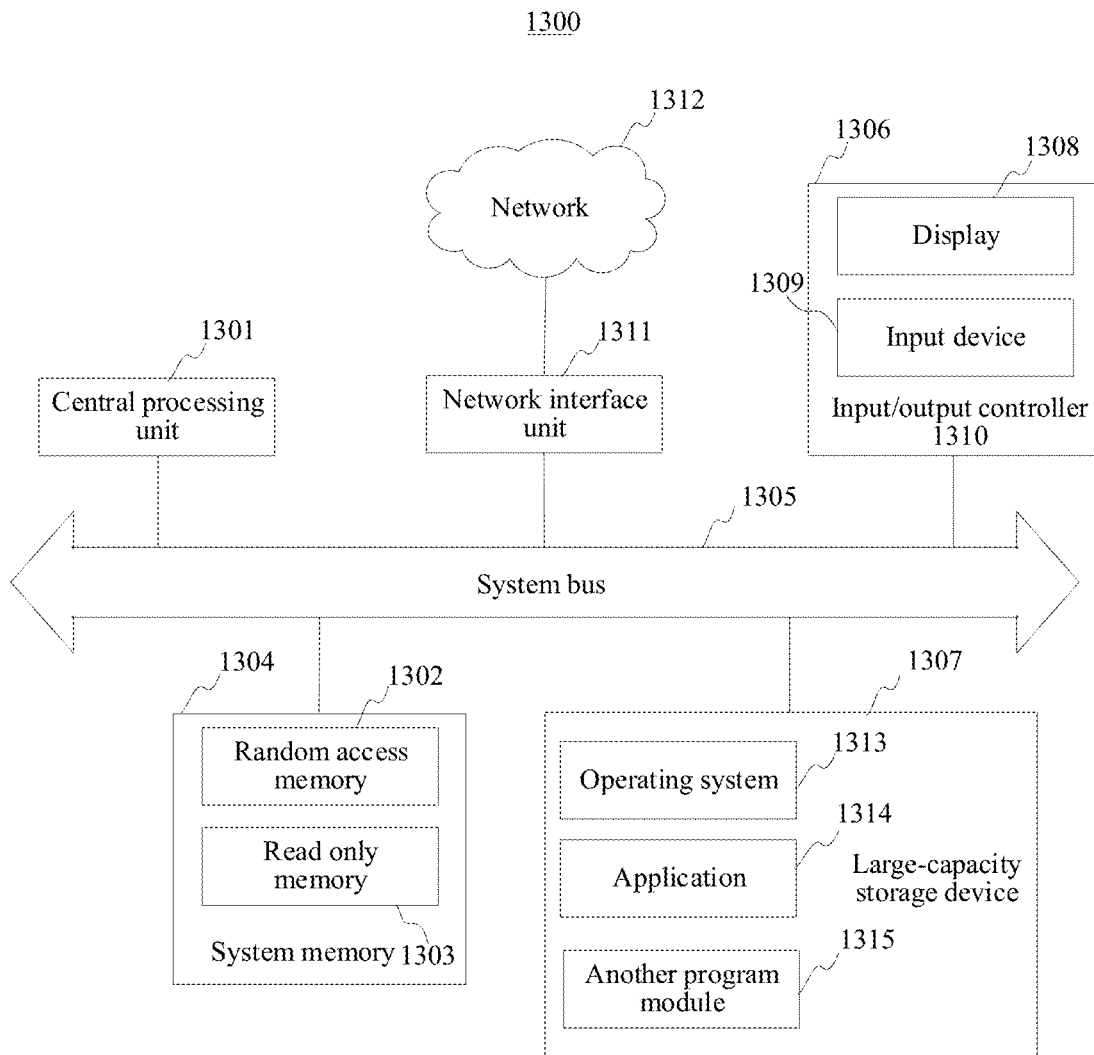 1300
1312
Network
1306
1308
Display
1309
Input device
Input/output controller
1310
1301
Central processing
unit
1311
Network interface
unit
1305
System bus
1304
1302
Random access
memory
Read only
memory
System memory
1303
1307
Operating system
1313
Application
1314
Large-capacity
storage device
Another program
module
1315